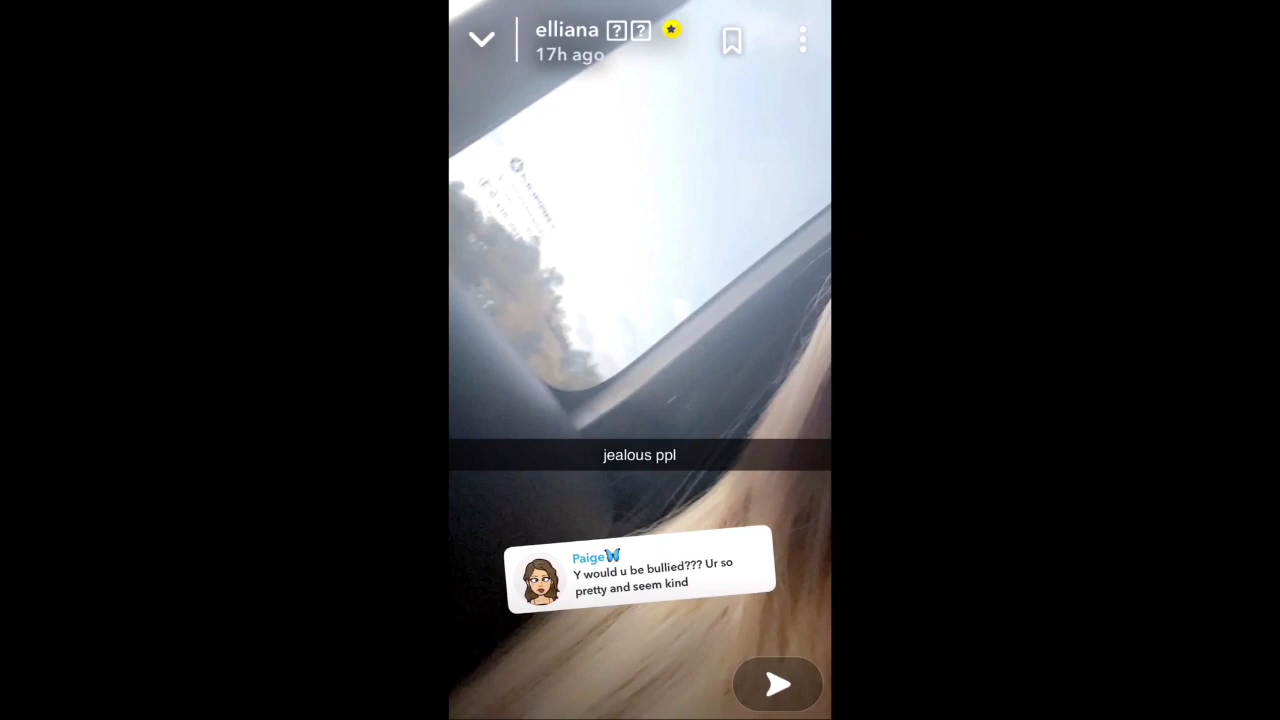 elliana
17h ago
jealous ppl
Paige🦋
Y would u be bullied??? Ur so
pretty and seem kind